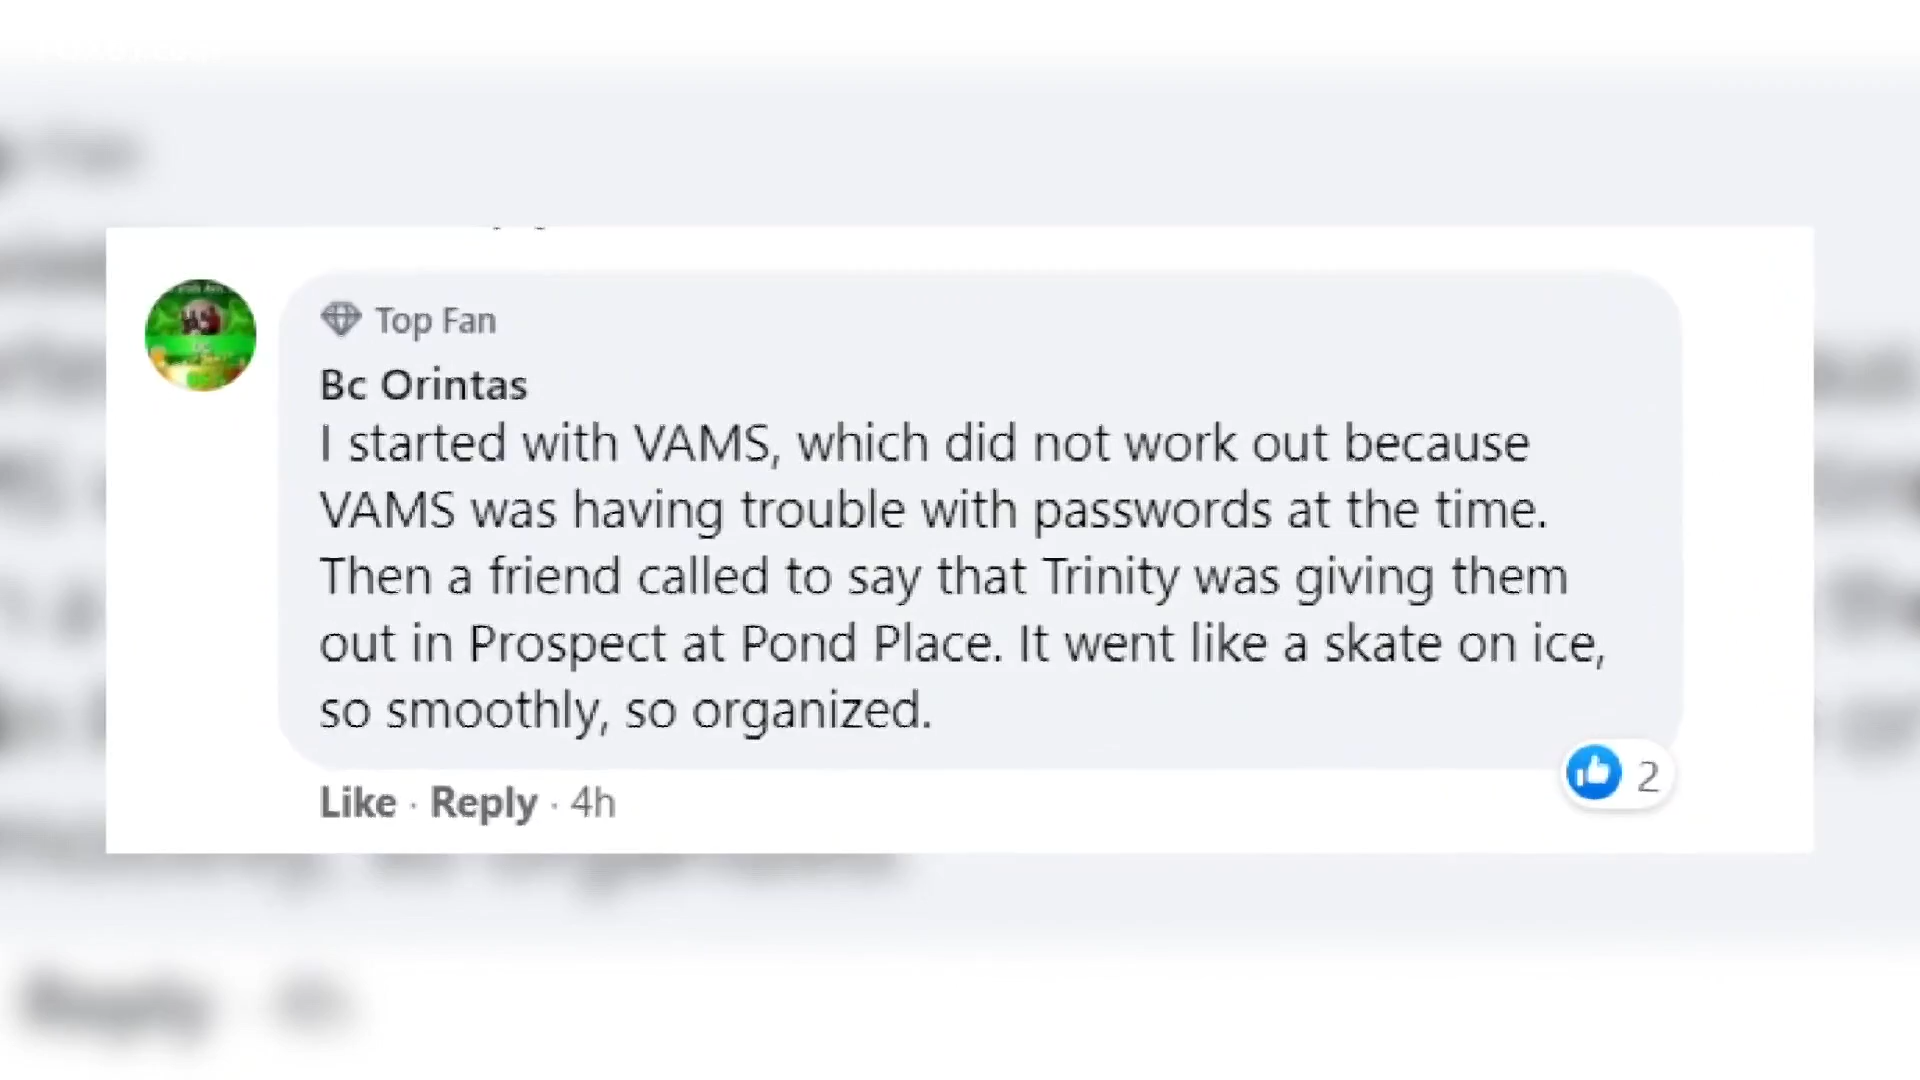 Top Fan
Bc Orintas
I started with VAMS, which did not work out because
VAMS was having trouble with passwords at the time.
Then a friend called to say that Trinity was giving them
out in Prospect at Pond Place. It went like a skate on ice,
so smoothly, so organized.
2
Like · Reply · 4h